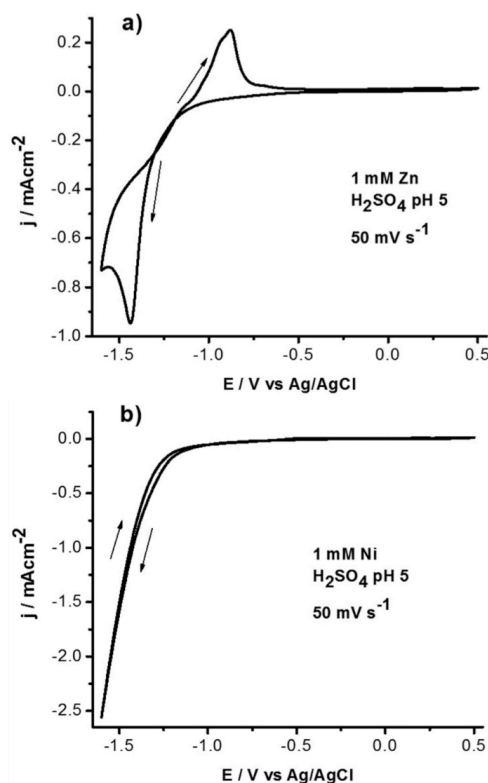 a)
0.2
0.0
-0.2
-0.4
-0.6
-0.8
-1.0
j / mAcm-2
1 mM Zn
H2SO4 pH 5
50 mV s-1
-1.5 -1.0 -0.5 0.0 0.5
E / V vs Ag/AgCl
b)
0.0
-0.5
-1.0
-1.5
-2.0
-2.5
j / mAcm-2
1 mM Ni
H2SO4 pH 5
50 mV s-1
-1.5 -1.0 -0.5 0.0 0.5
E / V vs Ag/AgCl